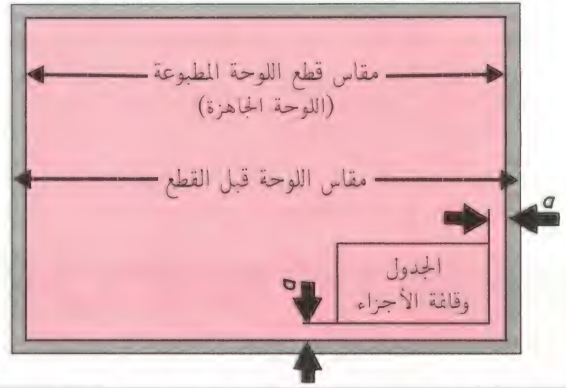 مقاس قطع اللوحة المطبوعة
(اللوحة الجاهزة)
مقاس اللوحة قبل القطع
a
الجدول
وقائمة الأجزاء
a